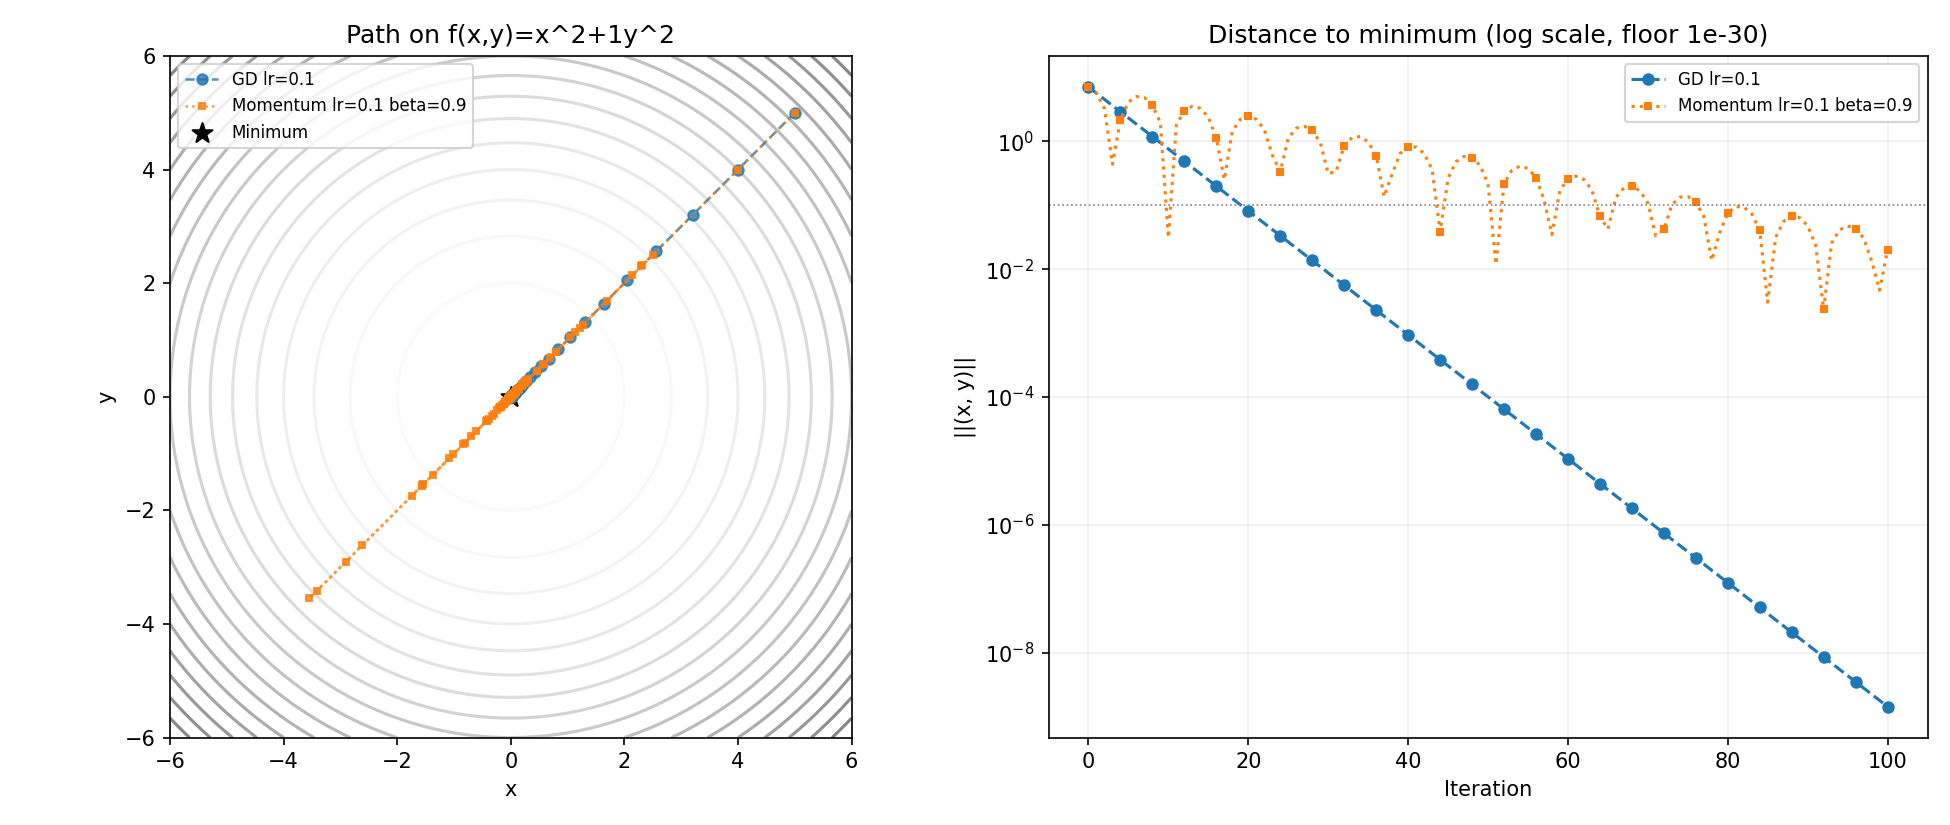 Path on f(x,y)=x^2+1y^2
GD lr=0.1
Momentum lr=0.1 beta=0.9
Minimum
6
4
2
0
−2
−4
−6
y
−6
−4
−2
0
2
4
6
x
Distance to minimum (log scale, floor 1e-30)
GD lr=0.1
Momentum lr=0.1 beta=0.9
10^0
10^−2
10^−4
10^−6
10^−8
||(x, y)||
0
20
40
60
80
100
Iteration